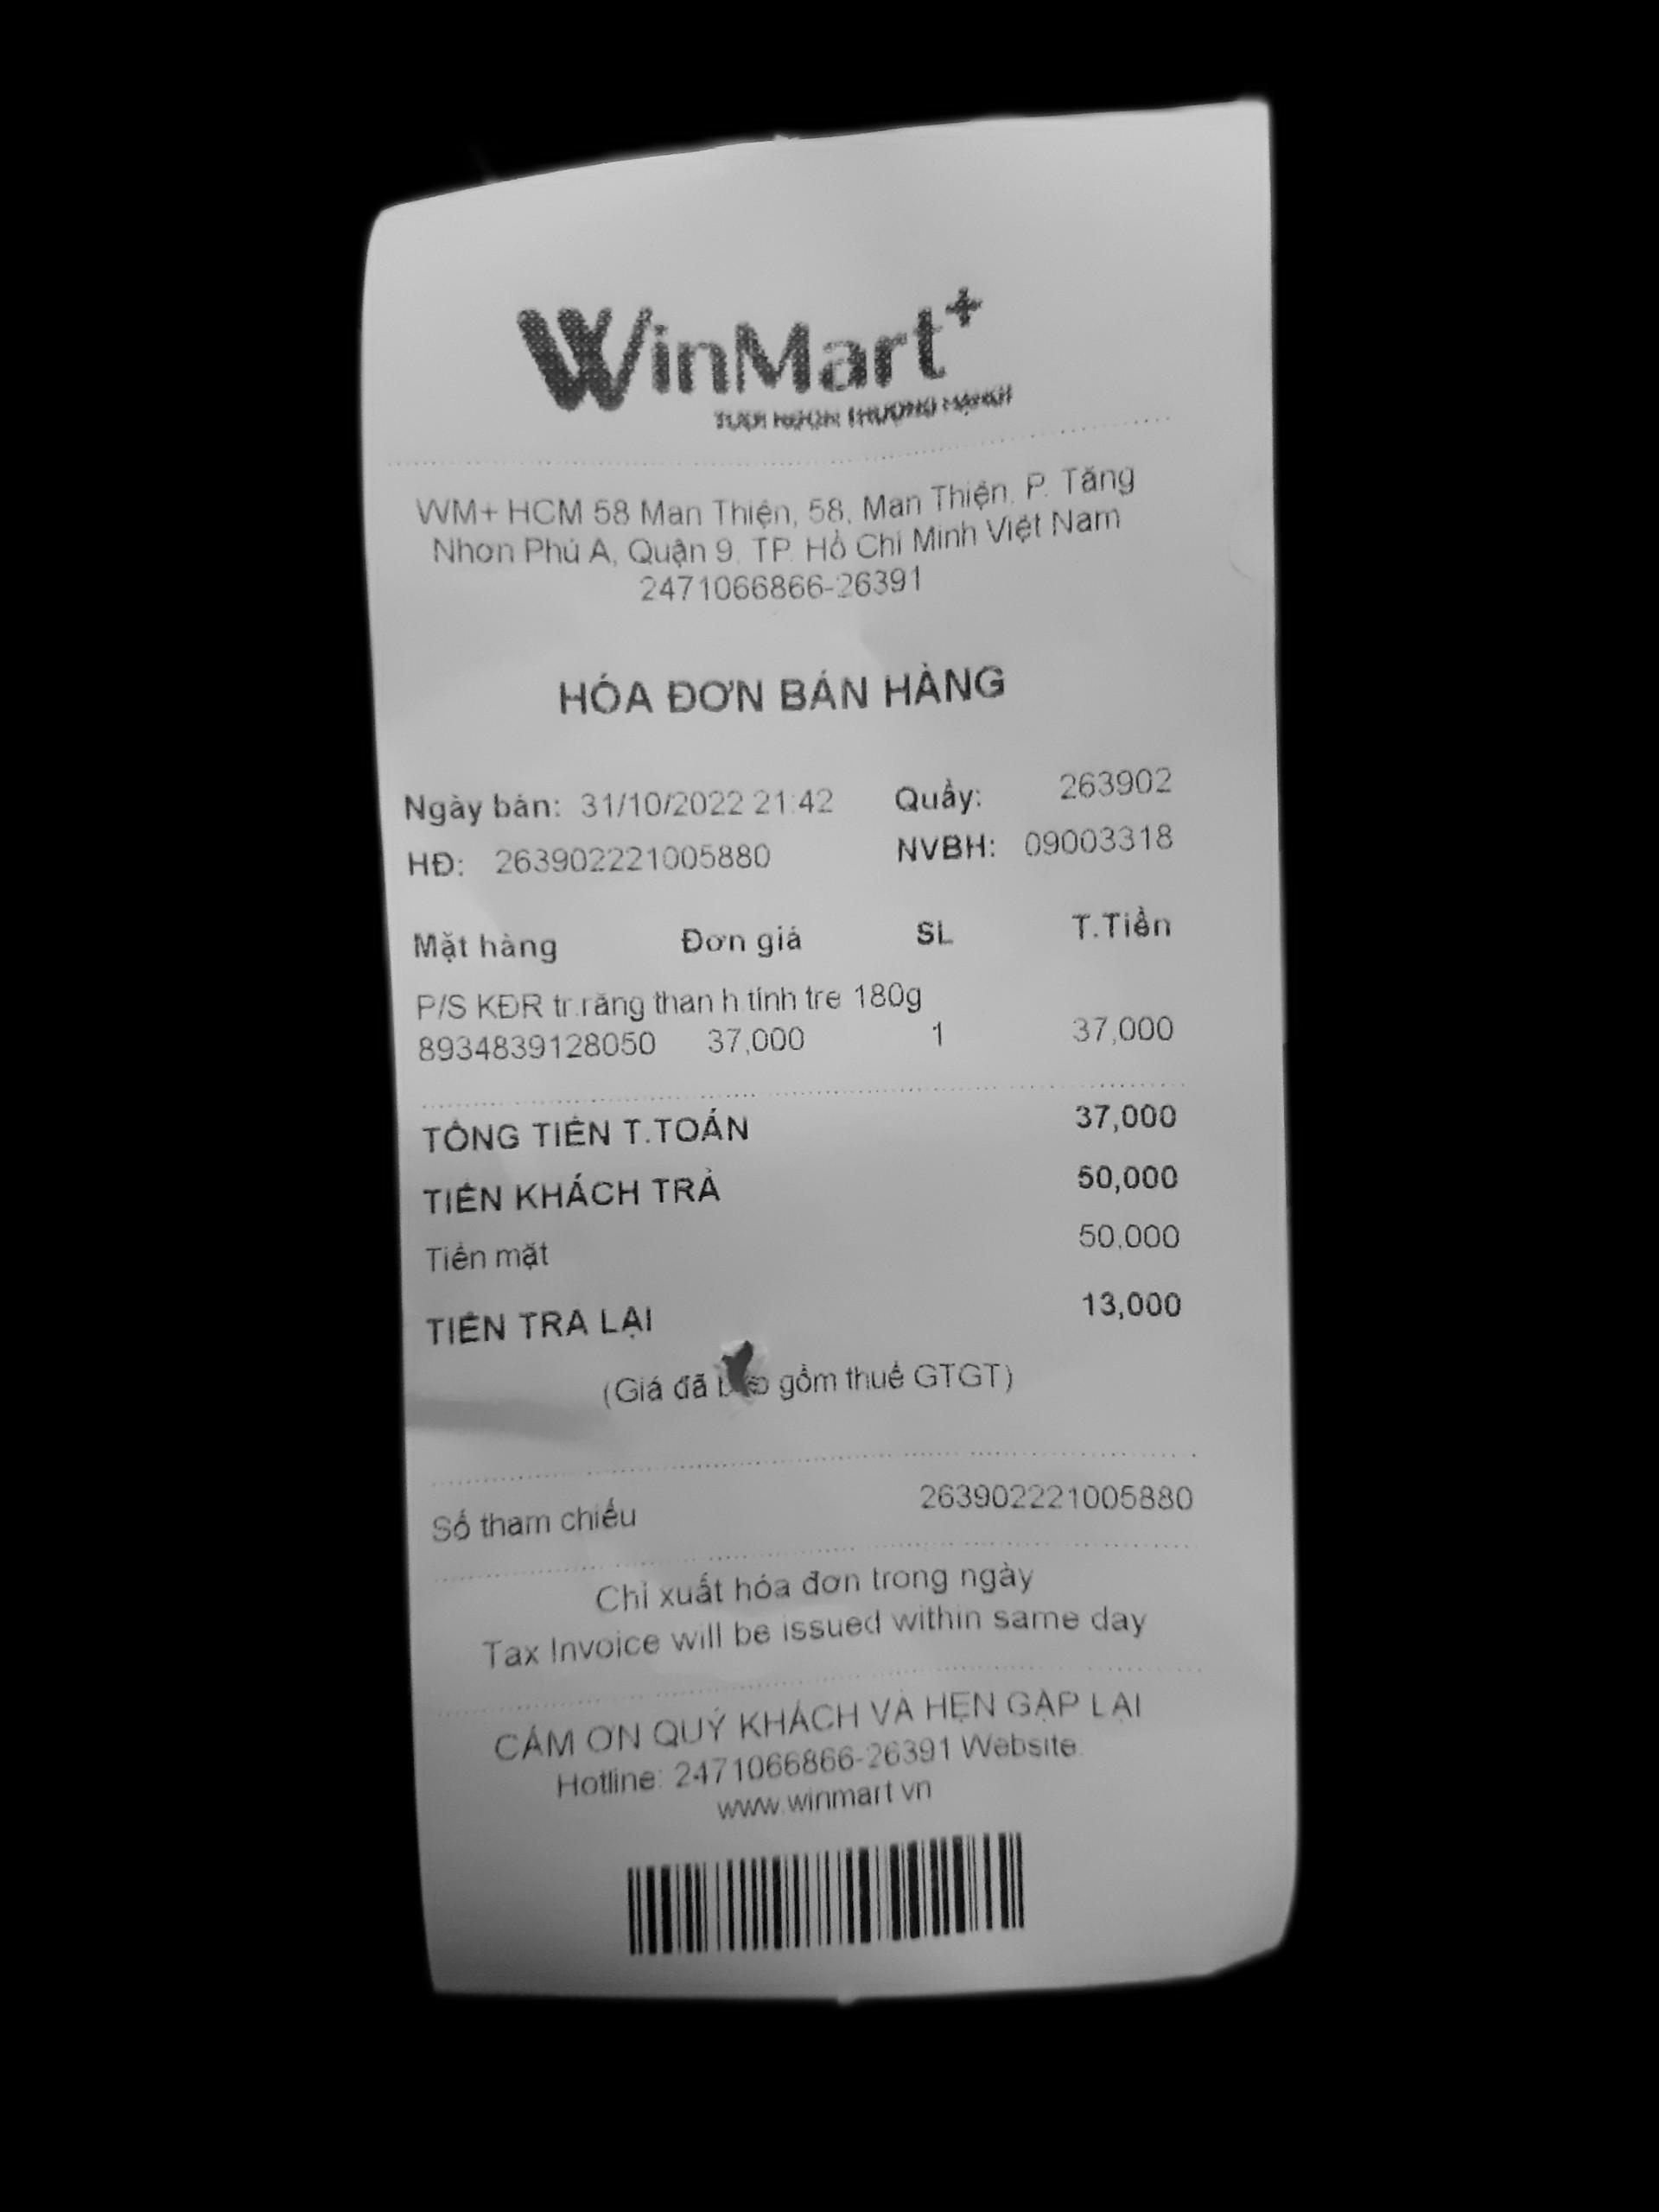 WinMart+
WM+ HCM 58 Man Thiện, 58, Man Thiện, P. Tăng
Nhơn Phú A, Quận 9, TP. Hồ Chí Minh Việt Nam
2471066866-26391
HÓA ĐƠN BÁN HÀNG
Ngày bán: 31/10/2022 21:42 Quầy: 263902
HĐ: 263902221005880 NVBH: 09003318
Mặt hàng Đơn giá SL T.Tiền
P/S KĐR tr.răng than h.tính tre 180g
8934839128050 37,000 1 37,000
TỔNG TIỀN T.TOÁN 37,000
TIỀN KHÁCH TRẢ 50,000
Tiền mặt 50,000
TIỀN TRẢ LẠI 13,000
(Giá đã gồm thuế GTGT)
Số tham chiếu 263902221005880
Chỉ xuất hóa đơn trong ngày
Tax Invoice will be issued within same day
CẢM ƠN QUÝ KHÁCH VÀ HẸN GẶP LẠI
Hotline: 2471066866-26391 Website:
www.winmart.vn